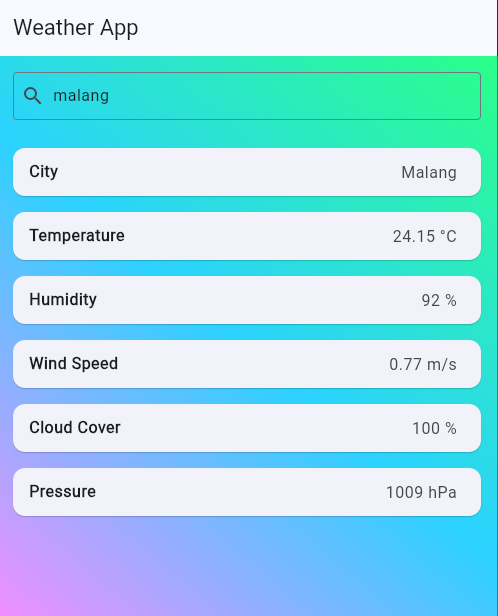 Weather App
malang
City Malang
Temperature 24.15 °C
Humidity 92 %
Wind Speed 0.77 m/s
Cloud Cover 100 %
Pressure 1009 hPa